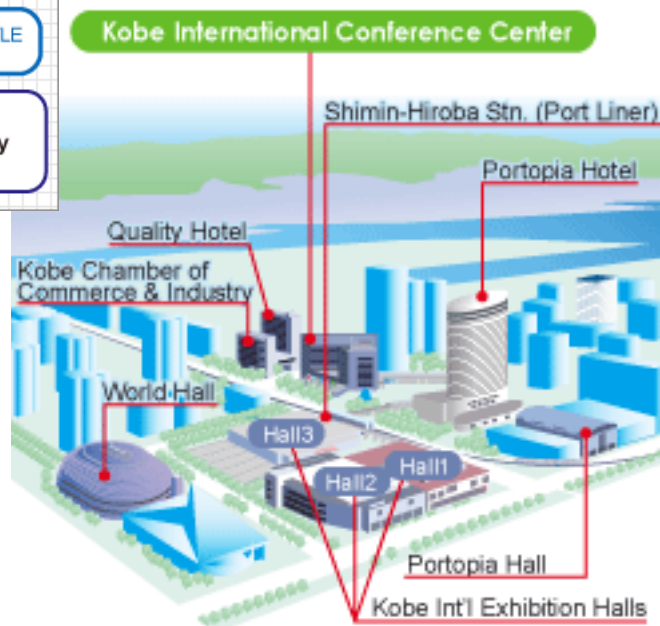 LE
y
Kobe International Conference Center
Shimin-Hiroba Stn. (Port Liner)
Portopia Hotel
Quality Hotel
Kobe Chamber of
Commerce & Industry
World Hall
Hall3
Hall1
Hall2
Portopia Hall
Kobe Int'l Exhibition Halls